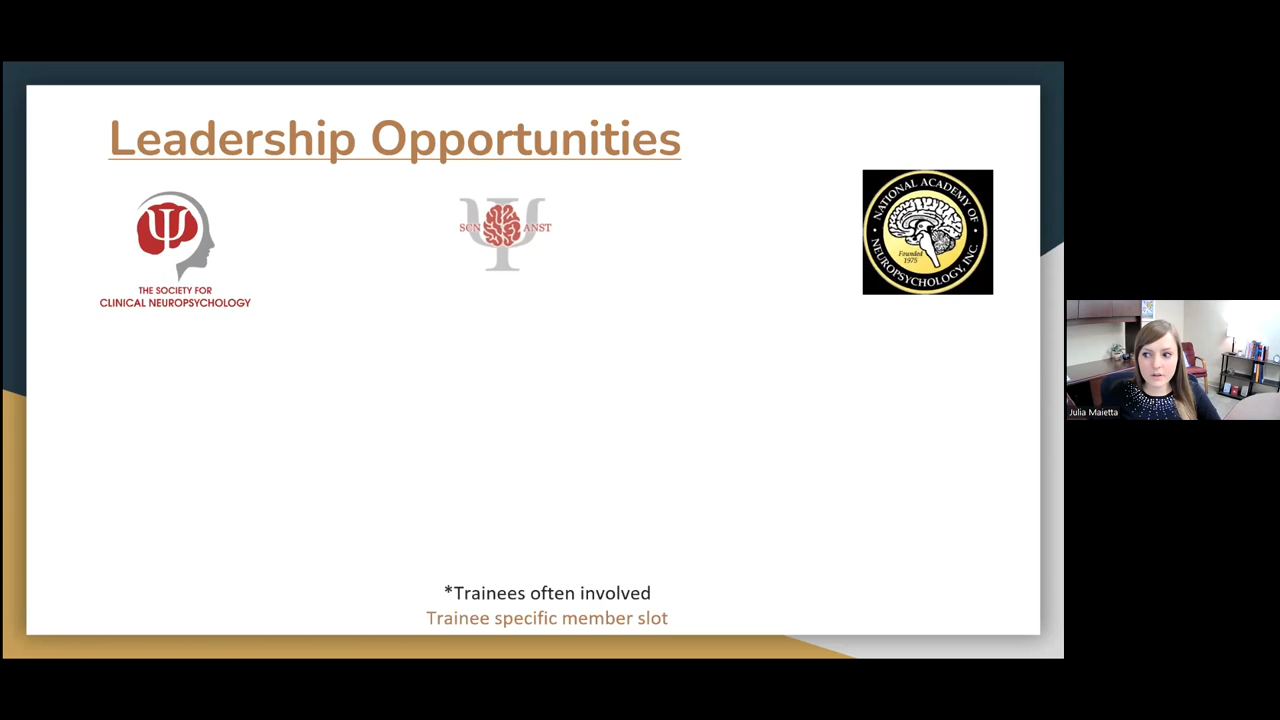 Leadership Opportunities
THE SOCIETY FOR
CLINICAL NEUROPSYCHOLOGY
SCN ANST
NATIONAL ACADEMY OF
NEUROPSYCHOLOGY, INC.
Founded
1975
Julia Maietta
*Trainees often involved
Trainee specific member slot